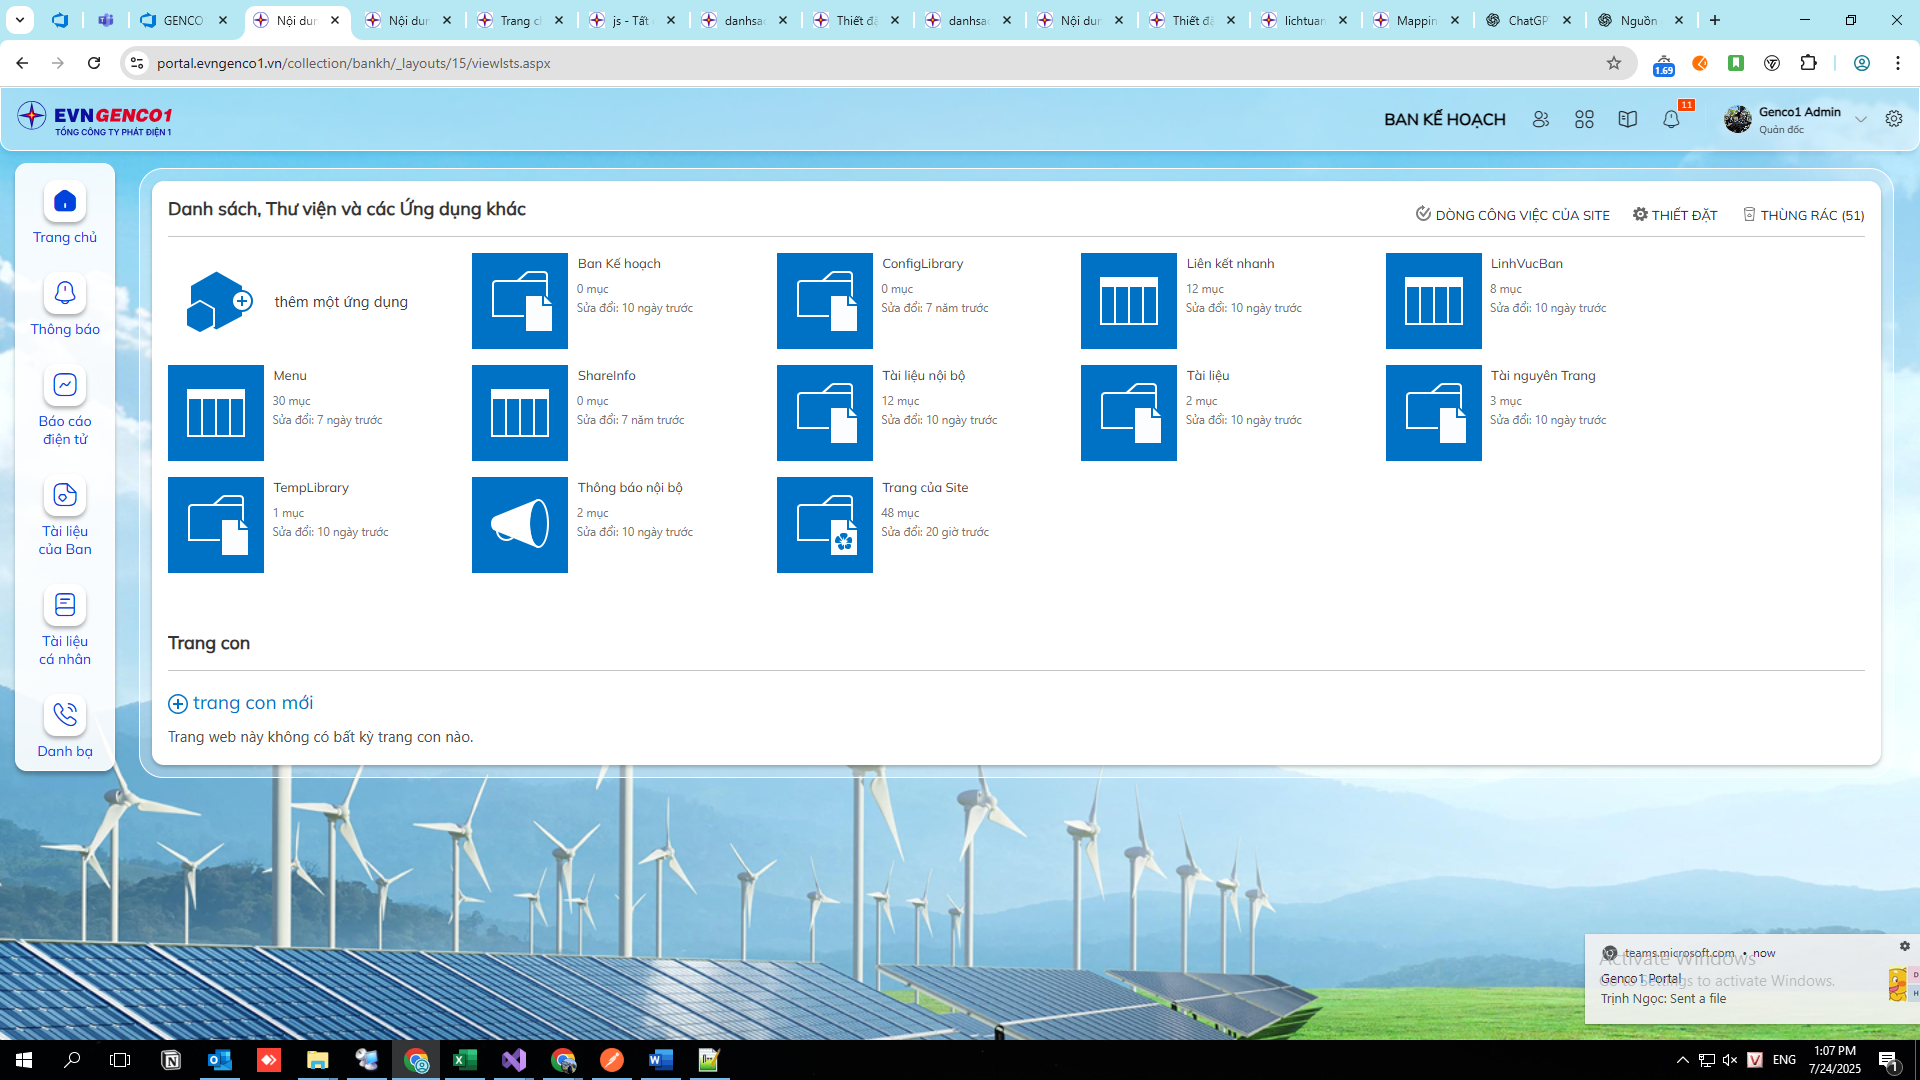 GENCO
Nội dun
Nội dun
Trang ch
js - Tất
danhsac
Thiết đặ
danhsac
Nội dun
Thiết đặ
lichtuan
Mappin
ChatGP
Nguồn
portal.evngenco1.vn/collection/bankh/_layouts/15/viewlsts.aspx
1.69
EVNGENCO1
TỔNG CÔNG TY PHÁT ĐIỆN 1
BAN KẾ HOẠCH
11
Genco1 Admin
Quản đốc
Trang chủ
Thông báo
Báo cáo
điện tử
Tài liệu
của Ban
Tài liệu
cá nhân
Danh bạ
Danh sách, Thư viện và các Ứng dụng khác
DÒNG CÔNG VIỆC CỦA SITE
THIẾT ĐẶT
THÙNG RÁC (51)
thêm một ứng dụng
Ban Kế hoạch
0 mục
Sửa đổi: 10 ngày trước
ConfigLibrary
0 mục
Sửa đổi: 7 năm trước
Liên kết nhanh
12 mục
Sửa đổi: 10 ngày trước
LinhVucBan
8 mục
Sửa đổi: 10 ngày trước
Menu
30 mục
Sửa đổi: 7 ngày trước
ShareInfo
0 mục
Sửa đổi: 7 năm trước
Tài liệu nội bộ
12 mục
Sửa đổi: 10 ngày trước
Tài liệu
2 mục
Sửa đổi: 10 ngày trước
Tài nguyên Trang
3 mục
Sửa đổi: 10 ngày trước
TempLibrary
1 mục
Sửa đổi: 10 ngày trước
Thông báo nội bộ
2 mục
Sửa đổi: 10 ngày trước
Trang của Site
48 mục
Sửa đổi: 20 giờ trước
Trang con
trang con mới
Trang web này không có bất kỳ trang con nào.
teams.microsoft.com • now
Activate Windows
Genco1 Portal
Go to Settings to activate Windows.
Trịnh Ngọc: Sent a file
D
H
ENG
1:07 PM
7/24/2025
1